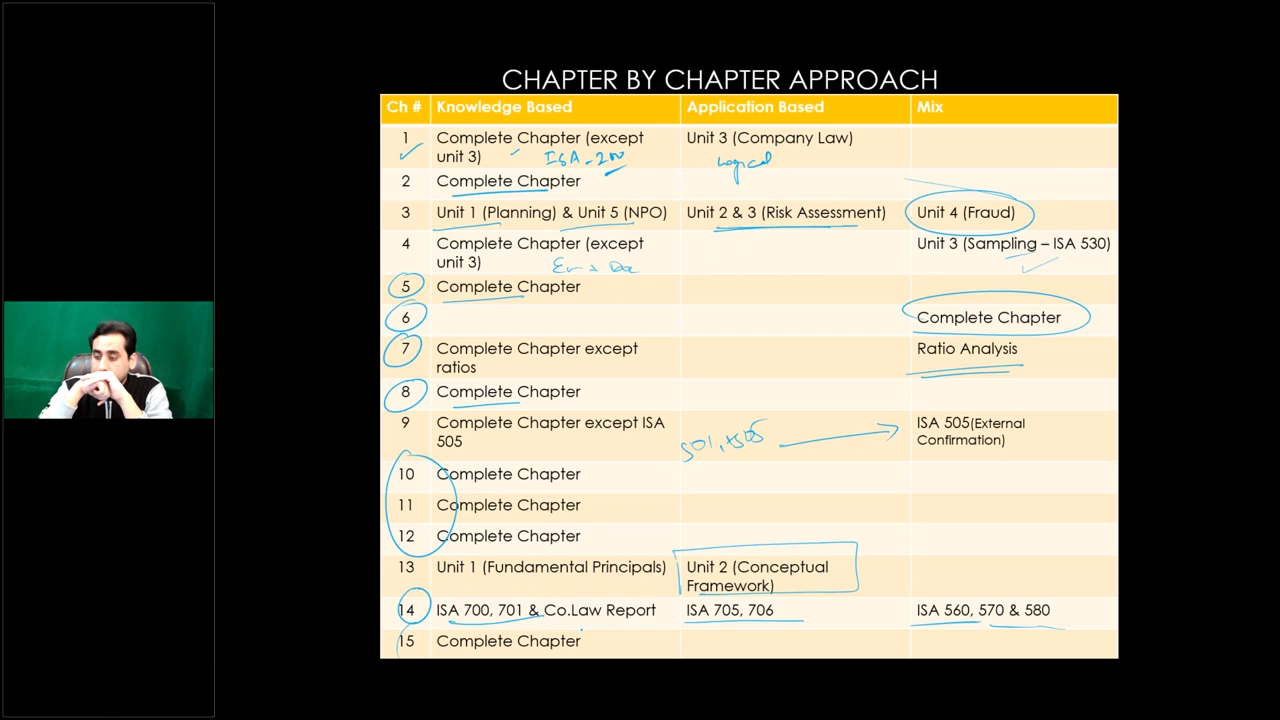 CHAPTER BY CHAPTER APPROACH
Ch # Knowledge Based Application Based Mix
1 Complete Chapter (except Unit 3 (Company Law)
unit 3) ISA - 210 Logical
2 Complete Chapter
3 Unit 1 (Planning) & Unit 5 (NPO) Unit 2 & 3 (Risk Assessment) Unit 4 (Fraud)
4 Complete Chapter (except Unit 3 (Sampling – ISA 530)
unit 3)
5 Complete Chapter
6 Complete Chapter
7 Complete Chapter except Ratio Analysis
ratios
8 Complete Chapter
9 Complete Chapter except ISA ISA 505(External
505 501, 505 Confirmation)
10 Complete Chapter
11 Complete Chapter
12 Complete Chapter
13 Unit 1 (Fundamental Principals) Unit 2 (Conceptual
Framework)
14 ISA 700, 701 & Co.Law Report ISA 705, 706 ISA 560, 570 & 580
15 Complete Chapter